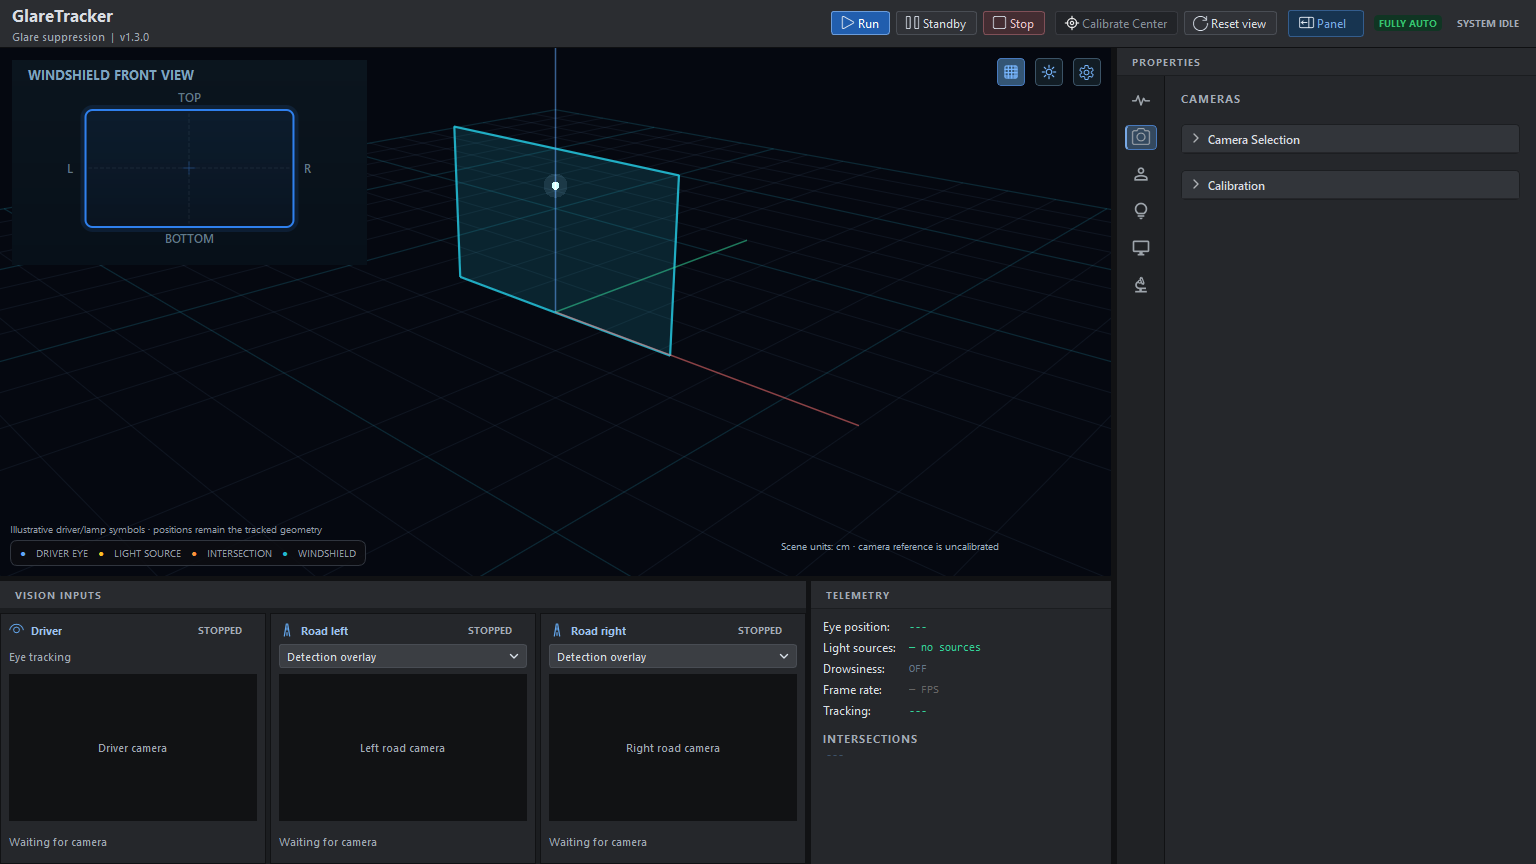 GlareTracker
Glare suppression | v1.3.0
Run
Standby
Stop
Calibrate Center
Reset view
Panel
FULLY AUTO
SYSTEM IDLE
WINDSHIELD FRONT VIEW
TOP
L
R
BOTTOM
Illustrative driver/lamp symbols · positions remain the tracked geometry
DRIVER EYE
LIGHT SOURCE
INTERSECTION
WINDSHIELD
Scene units: cm · camera reference is uncalibrated
PROPERTIES
CAMERAS
Camera Selection
Calibration
VISION INPUTS
Driver
STOPPED
Eye tracking
Driver camera
Waiting for camera
Road left
STOPPED
Detection overlay
Left road camera
Waiting for camera
Road right
STOPPED
Detection overlay
Right road camera
Waiting for camera
TELEMETRY
Eye position: ---
Light sources: — no sources
Drowsiness: OFF
Frame rate: — FPS
Tracking: ---
INTERSECTIONS
---